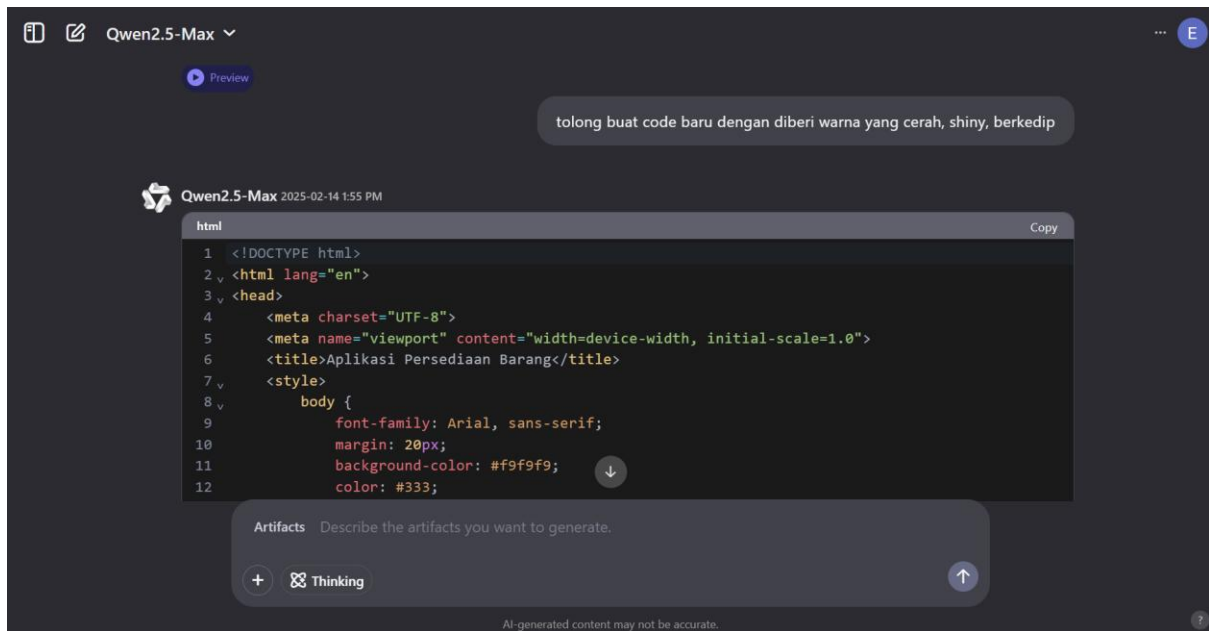 Qwen2.5-Max
... E
Preview
tolong buat code baru dengan diberi warna yang cerah, shiny, berkedip
Qwen2.5-Max 2025-02-14 1:55 PM
html Copy
1 <!DOCTYPE html>
2 <html lang="en">
3 <head>
4 <meta charset="UTF-8">
5 <meta name="viewport" content="width=device-width, initial-scale=1.0">
6 <title>Aplikasi Persediaan Barang</title>
7 <style>
8 body {
9 font-family: Arial, sans-serif;
10 margin: 20px;
11 background-color: #f9f9f9;
12 color: #333;
Artifacts Describe the artifacts you want to generate.
+ Thinking
AI-generated content may not be accurate.
?